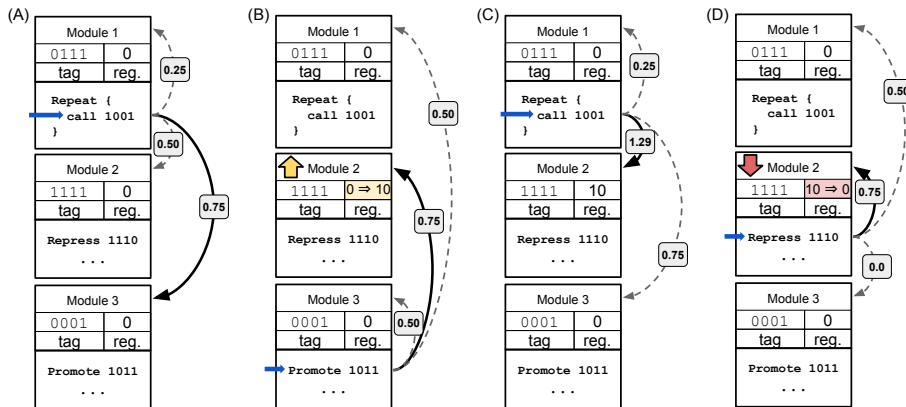 (A)
Module 1
0111 0
tag reg.
Repeat {
call 1001
}
0.25
0.50
0.75
Module 2
1111 0
tag reg.
Repress 1110
...
Module 3
0001 0
tag reg.
Promote 1011
...
(B)
Module 1
0111 0
tag reg.
Repeat {
call 1001
}
0.50
Module 2
1111 0 ⇒ 10
tag reg.
0.75
Repress 1110
...
Module 3
0001 0
0.50
tag reg.
Promote 1011
...
(C)
Module 1
0111 0
tag reg.
0.25
Repeat {
call 1001
}
1.29
Module 2
1111 10
tag reg.
Repress 1110
...
0.75
Module 3
0001 0
tag reg.
Promote 1011
...
(D)
Module 1
0111 0
tag reg.
0.50
Repeat {
call 1001
}
Module 2
1111 10 ⇒ 0
0.75
tag reg.
Repress 1110
...
0.0
Module 3
0001 0
tag reg.
Promote 1011
...